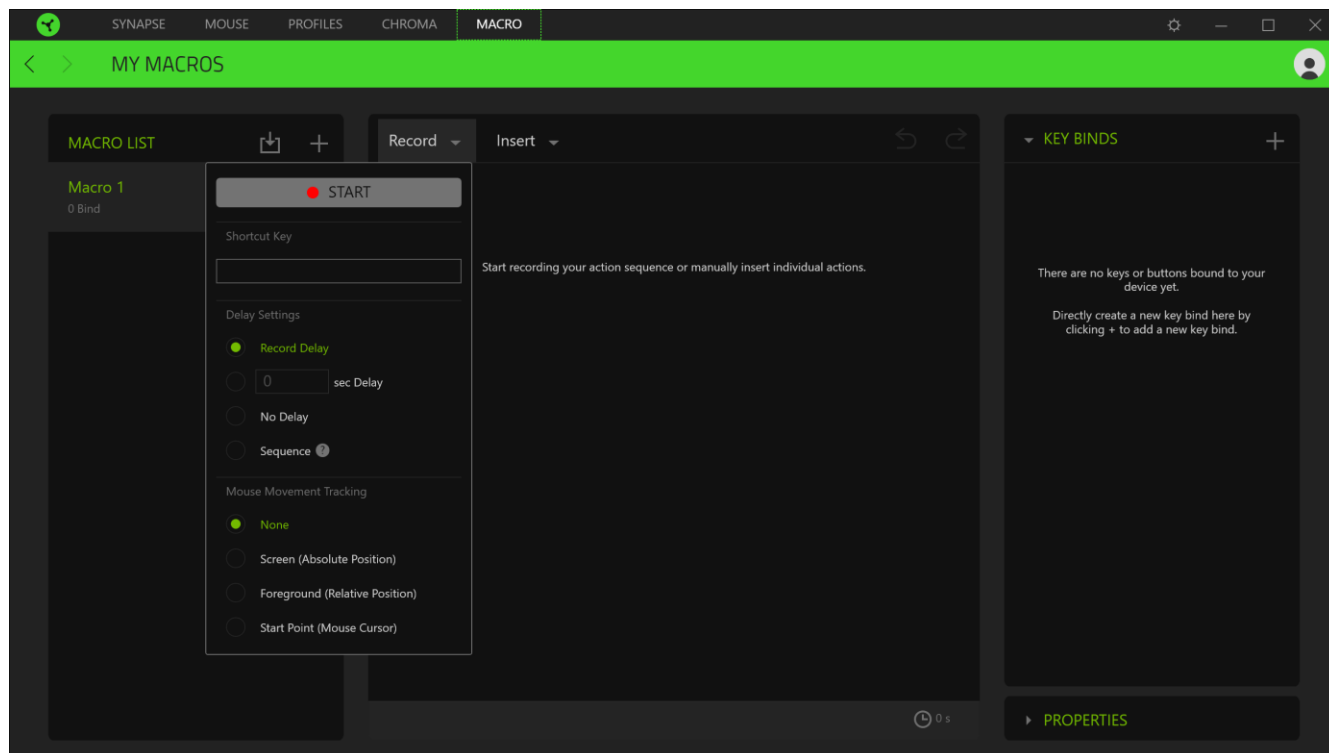 SYNAPSE MOUSE PROFILES CHROMA MACRO
MY MACROS
MACRO LIST
Macro 1
0 Bind
Record Insert
START
Shortcut Key
Delay Settings
Record Delay
0 sec Delay
No Delay
Sequence ?
Mouse Movement Tracking
None
Screen (Absolute Position)
Foreground (Relative Position)
Start Point (Mouse Cursor)
Start recording your action sequence or manually insert individual actions.
0 s
KEY BINDS
There are no keys or buttons bound to your
device yet.
Directly create a new key bind here by
clicking + to add a new key bind.
PROPERTIES